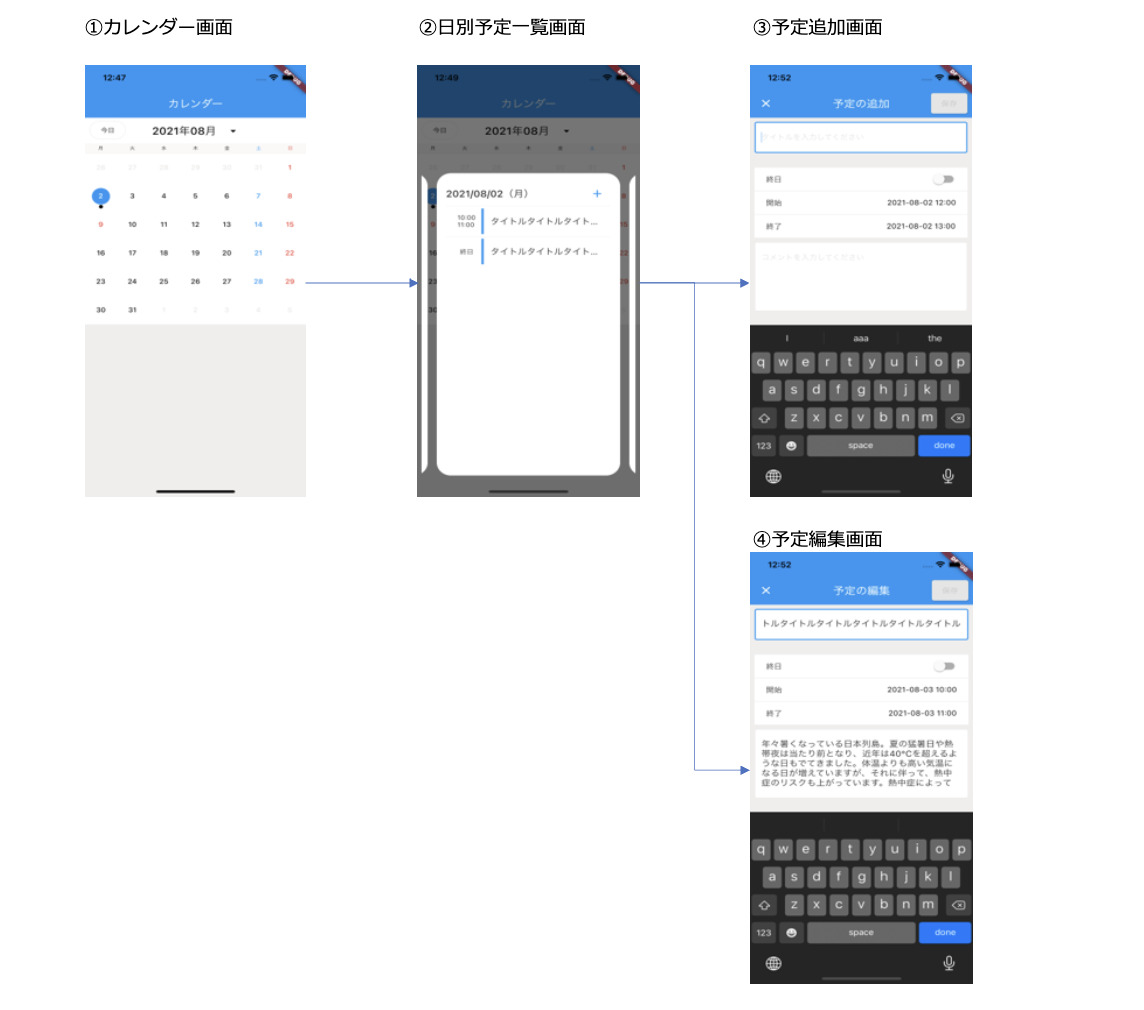 ①カレンダー画面
12:47
カレンダー
今日
2021年08月
月 火 水 木 金 土 日
26 27 28 29 30 31 1
2 3 4 5 6 7 8
9 10 11 12 13 14 15
16 17 18 19 20 21 22
23 24 25 26 27 28 29
30 31 1 2 3 4 5
②日別予定一覧画面
12:49
カレンダー
今日
2021年08月
1
9
16
22
23
29
30
2021/08/02（月）
+
10:00
11:00
タイトルタイトルタイト...
終日
タイトルタイトルタイト...
③予定追加画面
12:52
×
予定の追加
保存
タイトルを入力してください
終日
開始
2021-08-02 12:00
終了
2021-08-02 13:00
コメントを入力してください
I aaa the
q w e r t y u i o p
a s d f g h j k l
z x c v b n m
123
space
done
④予定編集画面
12:52
×
予定の編集
保存
トルタイトルタイトルタイトルタイトルタイトル
終日
開始
2021-08-03 10:00
終了
2021-08-03 11:00
年々暑くなっている日本列島。夏の猛暑日や熱
帯夜は当たり前となり、近年は40°Cを超えるよ
うな日もでてきました。体温よりも高い気温に
なる日が増えていますが、それに伴って、熱中
症のリスクも上がっています。熱中症によって
q w e r t y u i o p
a s d f g h j k l
z x c v b n m
123
space
done